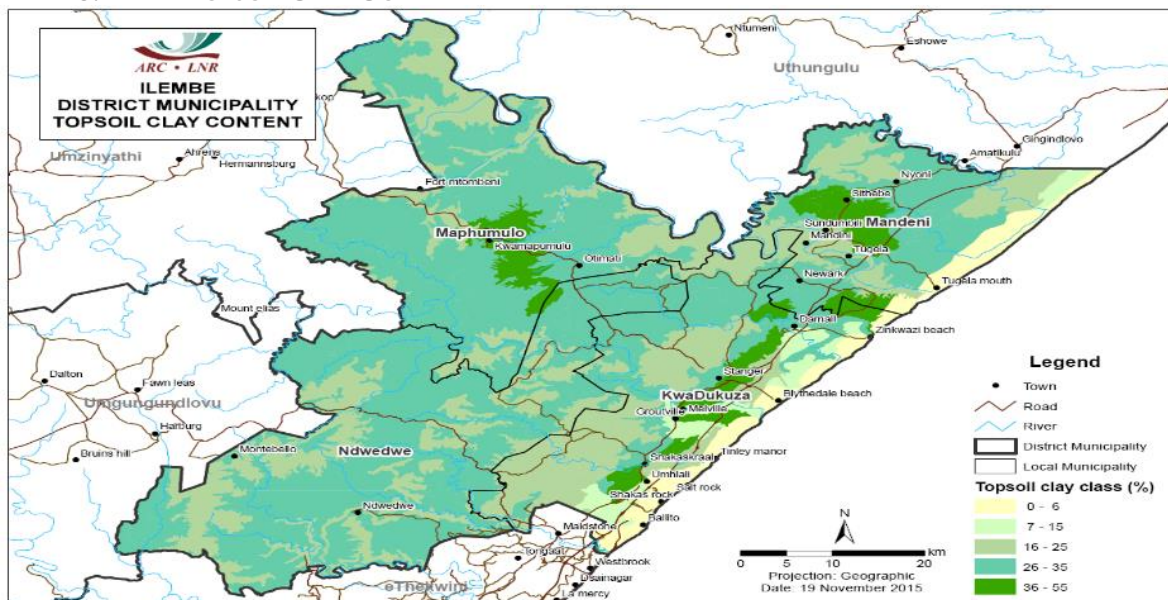 ARC • LNR
ILEMBE
DISTRICT MUNICIPALITY
TOPSOIL CLAY CONTENT
Ntumeni
Eshowe
Uthungulu
kop
Gingindlovu
Umzinyathi
Ahrens
Hermannsburg
Amatikulu
Nyoni
Fort mtombeni
Sithebe
Mandeni
Sundumbili
Maphumulo
Kwamapumulu
Mandini
Tugela
Otimati
Newark
Tugela mouth
Mount elias
Darnall
Zinkwazi beach
Dalton
Fawn leas
Stanger
KwaDukuza
Blythedale beach
Umgungundlovu
Groutville
Melville
Harburg
Bruins hill
Montebello
Ndwedwe
Shakaskraal
Tinley manor
Umhlali
Salt rock
Shakas rock
Ndwedwe
Ballito
Maidstone
Tongaat
Westbrook
eThekwini
Dsainagar
La mercy
Legend
Town
Road
River
District Municipality
Local Municipality
Topsoil clay class (%)
0 - 6
7 - 15
16 - 25
26 - 35
36 - 55
N
km
0 5 10 20
Projection: Geographic
Date: 19 November 2015